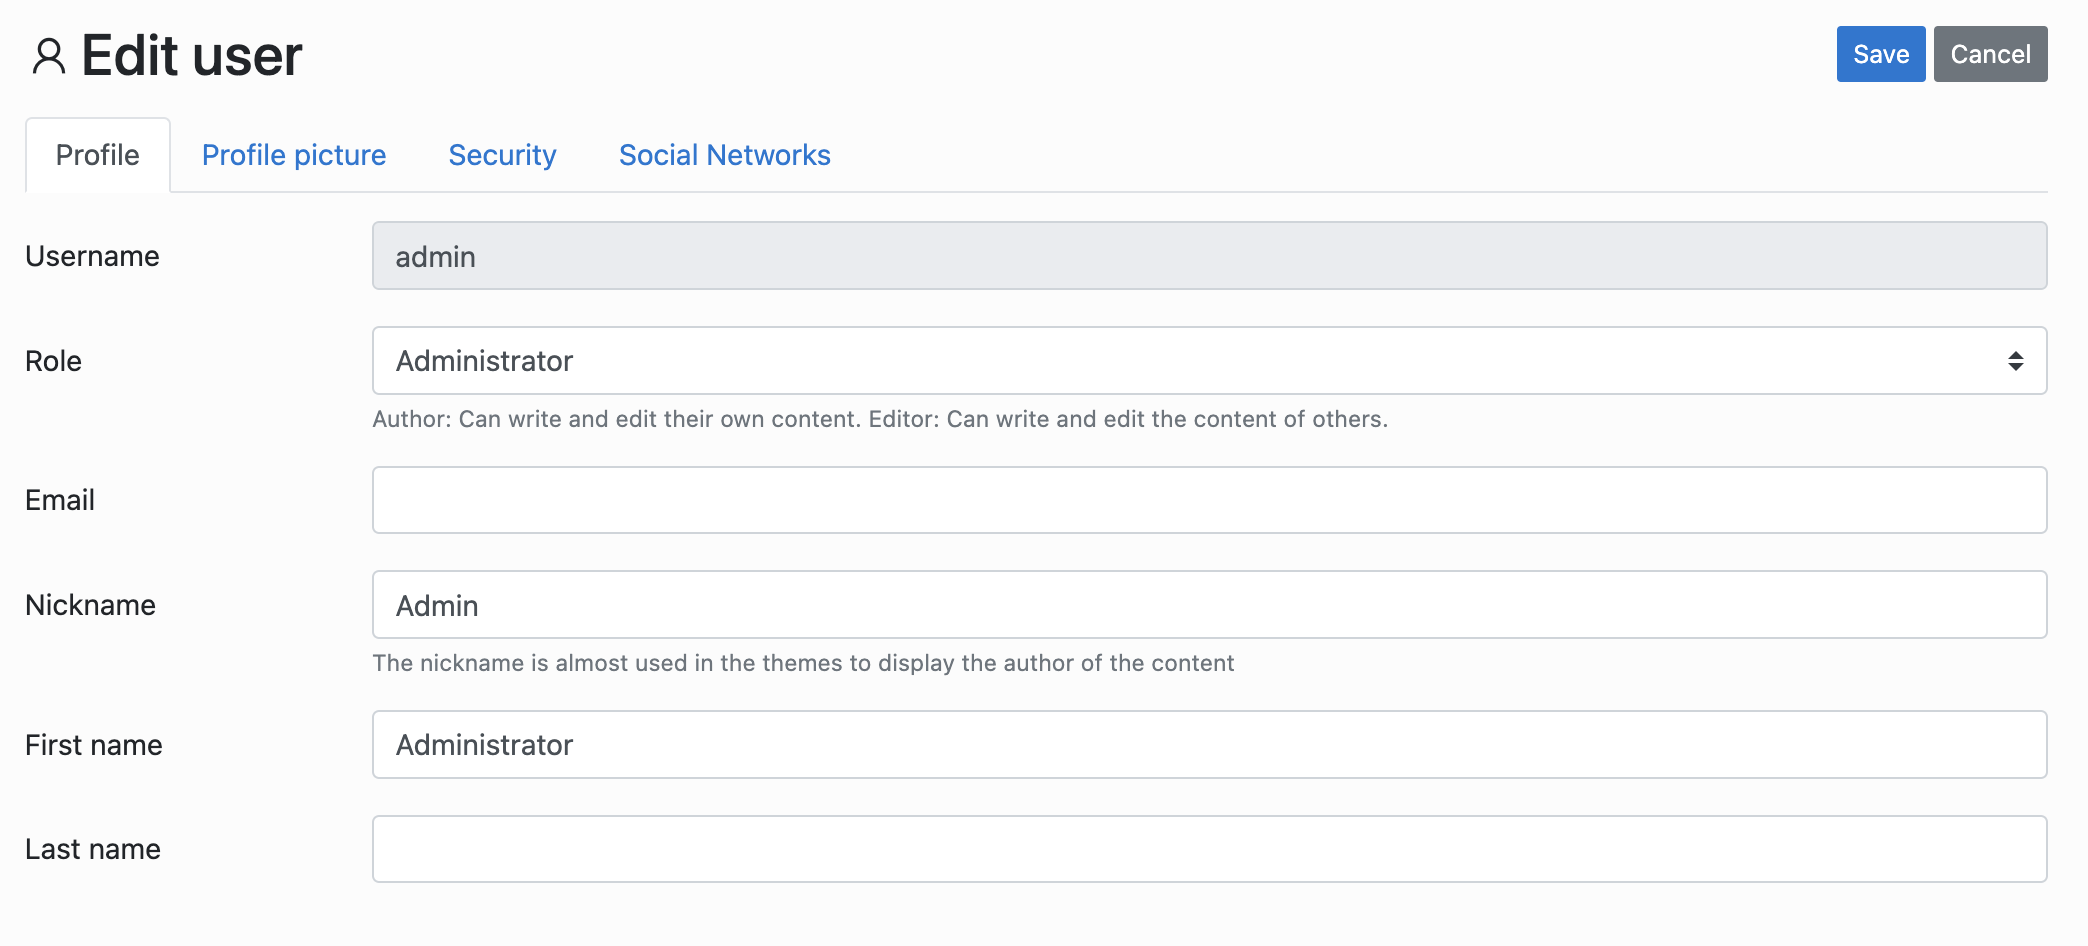 Edit user
Save Cancel
Profile Profile picture Security Social Networks
Username admin
Role Administrator
Author: Can write and edit their own content. Editor: Can write and edit the content of others.
Email
Nickname Admin
The nickname is almost used in the themes to display the author of the content
First name Administrator
Last name